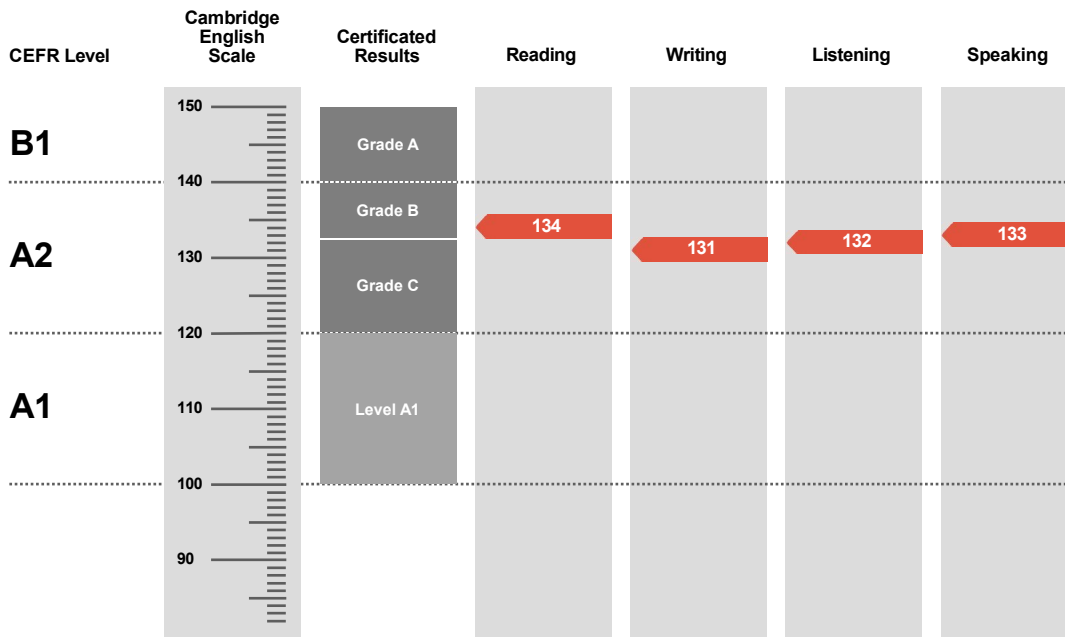 CEFR Level
Cambridge
English
Scale
Certificated
Results
Reading
Writing
Listening
Speaking
150
B1
Grade A
140
Grade B
134
131
132
133
A2
130
Grade C
120
A1
110
Level A1
100
90